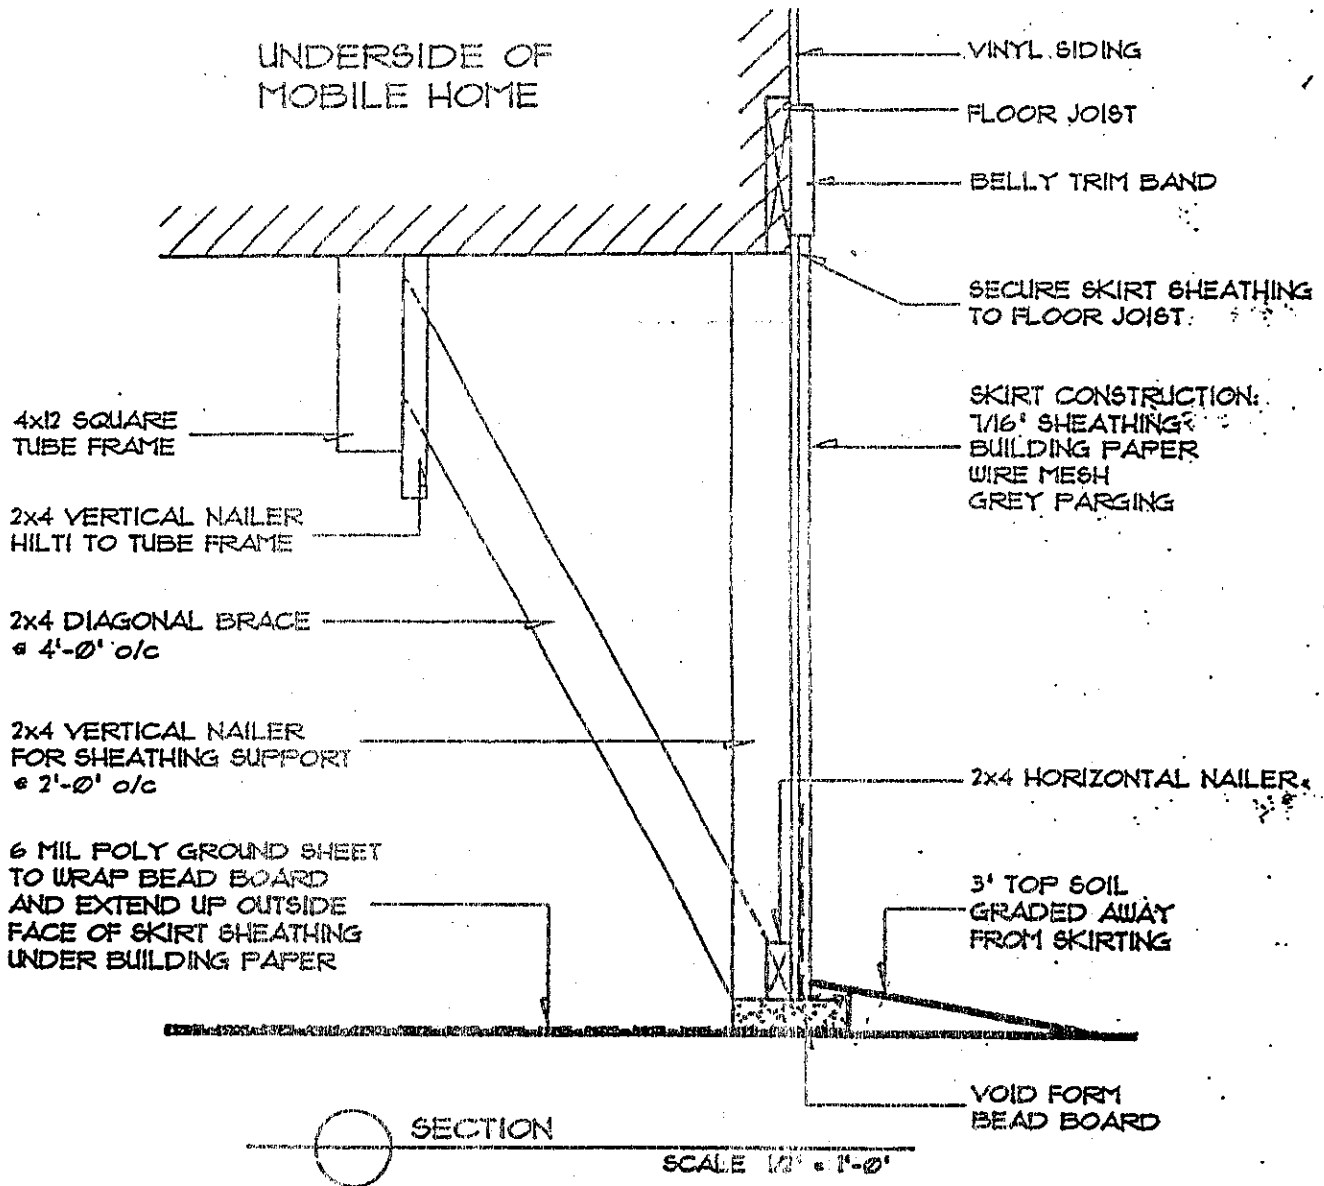 UNDERSIDE OF
MOBILE HOME
VINYL SIDING
FLOOR JOIST
BELLY TRIM BAND
SECURE SKIRT SHEATHING
TO FLOOR JOIST.
SKIRT CONSTRUCTION:
7/16" SHEATHING
BUILDING PAPER
WIRE MESH
GREY PARGING
4x12 SQUARE
TUBE FRAME
2x4 VERTICAL NAILER
HILTI TO TUBE FRAME
2x4 DIAGONAL BRACE
@ 4'-0" o/c
2x4 VERTICAL NAILER
FOR SHEATHING SUPPORT
@ 2'-0" o/c
2x4 HORIZONTAL NAILER
6 MIL POLY GROUND SHEET
TO WRAP BEAD BOARD
AND EXTEND UP OUTSIDE
FACE OF SKIRT SHEATHING
UNDER BUILDING PAPER
3" TOP SOIL
GRADED AWAY
FROM SKIRTING
VOID FORM
BEAD BOARD
SECTION
SCALE 1/2" = 1'-0"